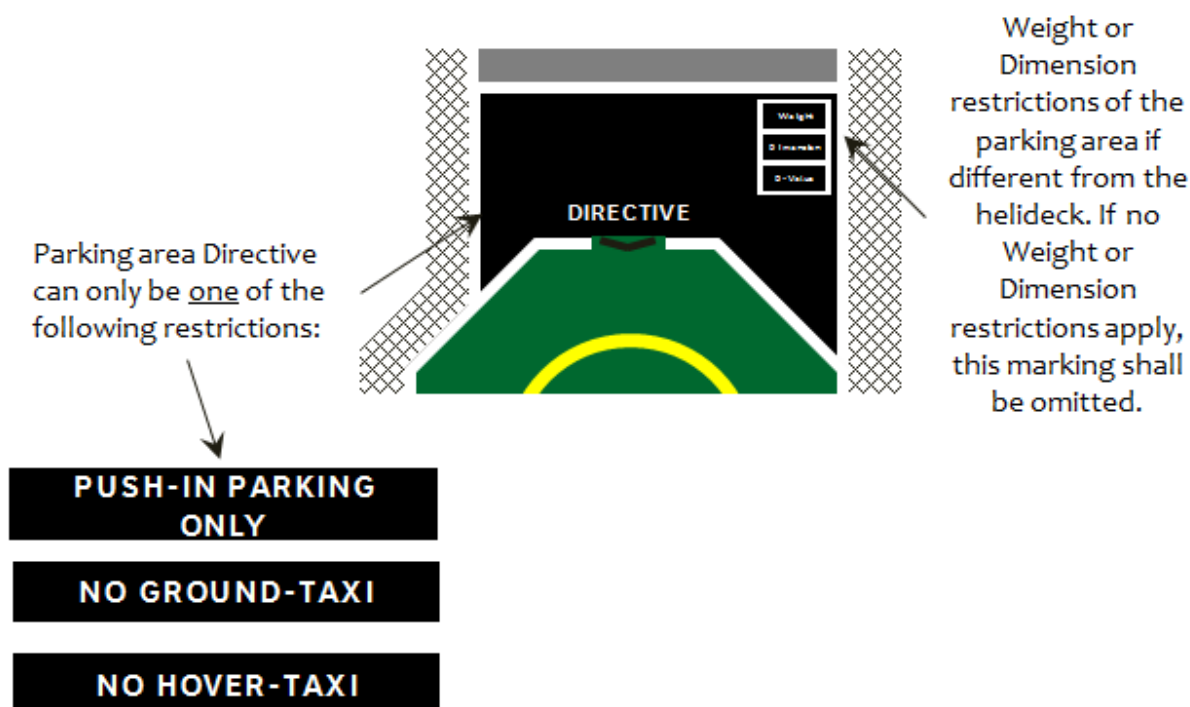 Weight or
Dimension
restrictions of the
parking area if
different from the
helideck. If no
Weight or
Dimension
restrictions apply,
this marking shall
be omitted.
Weight
Dimension
D-Value
DIRECTIVE
Parking area Directive
can only be one of the
following restrictions:
PUSH-IN PARKING
ONLY
NO GROUND-TAXI
NO HOVER-TAXI